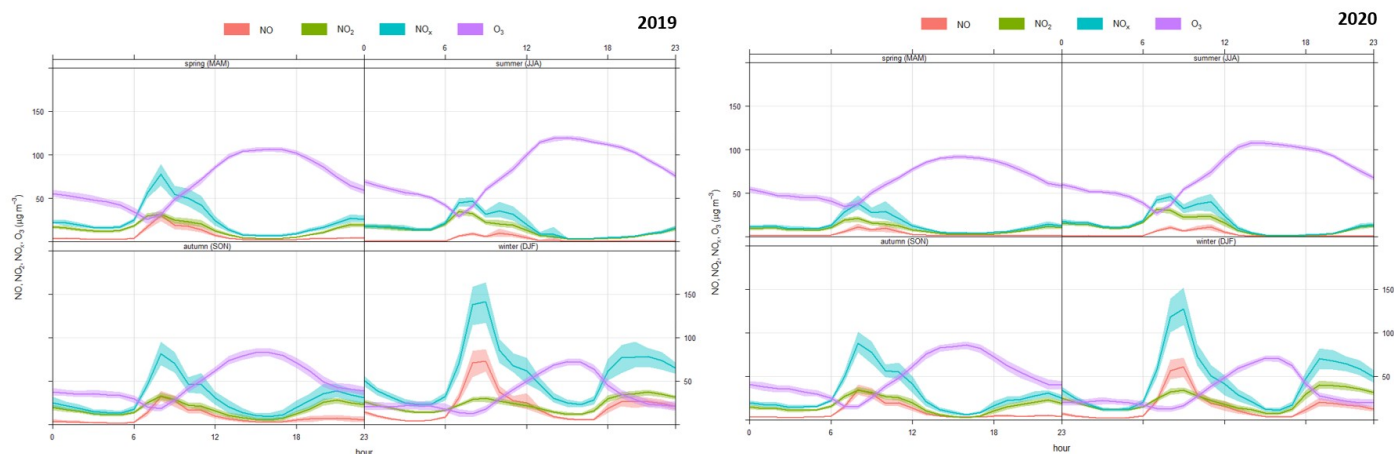 2019
NO NO₂ NOₓ O₃
0 6 12 18 23
spring (MAM) summer (JJA)
150
100
50
NO, NO₂, NOₓ, O₃ (µg m⁻³)
autumn (SON) winter (DJF)
150
100
50
0 6 12 18 23
hour
2020
NO NO₂ NOₓ O₃
0 6 12 18 23
spring (MAM) summer (JJA)
150
100
50
NO, NO₂, NOₓ, O₃ (µg m⁻³)
autumn (SON) winter (DJF)
150
100
50
0 6 12 18 23
hour